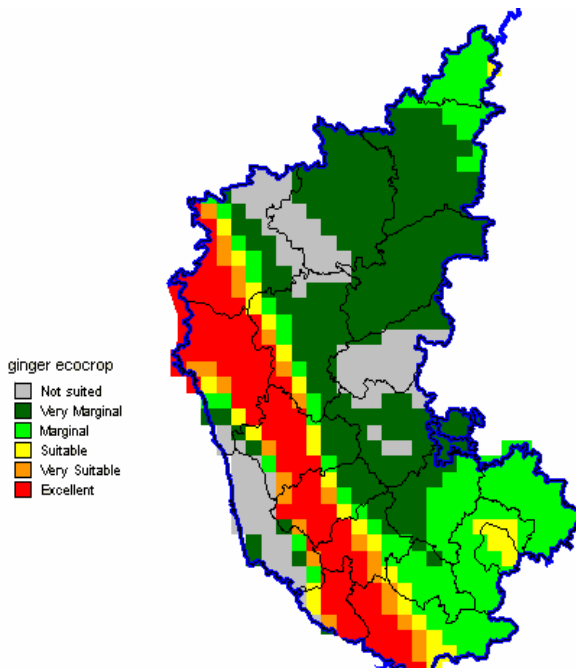 ginger ecocrop
Not suited
Very Marginal
Marginal
Suitable
Very Suitable
Excellent